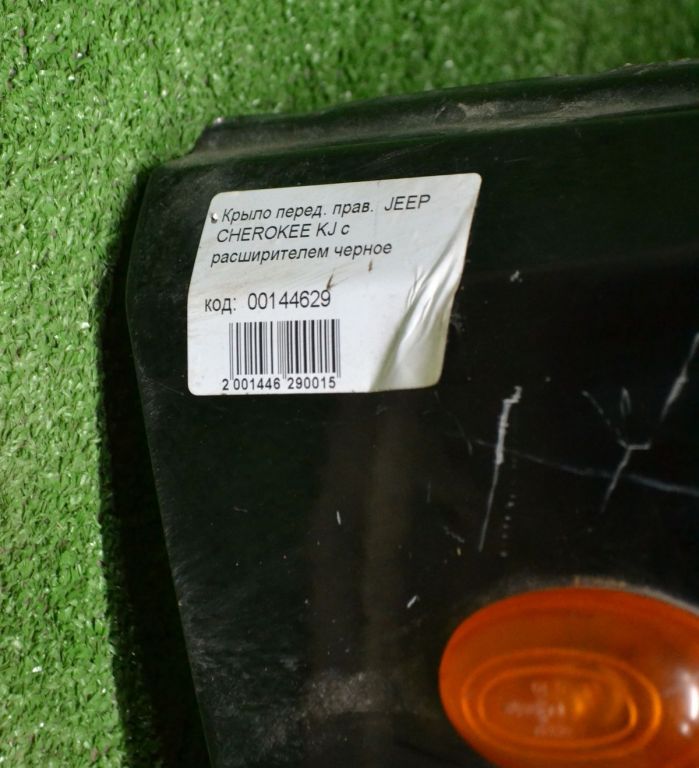 Крыло перед. прав. JEEP
CHEROKEE KJ с
расширителем черное
код: 00144629
2 001446 290015